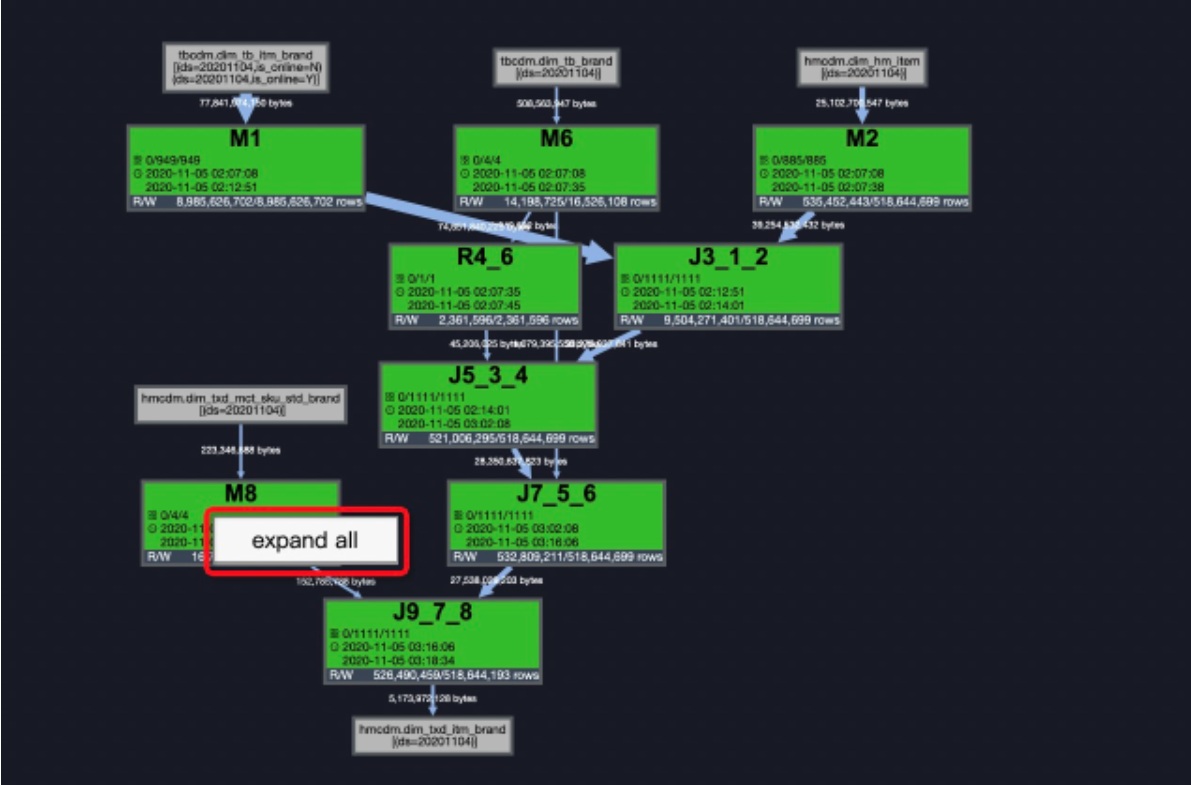 tbcdm.dim_tb_itm_brand
[(ds=20201104,is_online=N)
(ds=20201104,is_online=Y)]
tbcdm.dim_tb_brand
[(ds=20201104)]
hmcdm.dim_hm_item
[(ds=20201104)]
bytes
bytes
bytes
M1
0/949/949
2020-11-05 02:07:08
2020-11-05 02:12:51
R/W 8,985,626,702/8,985,626,702 rows
M6
0/4/4
2020-11-05 02:07:08
2020-11-05 02:07:35
R/W 14,198,725/16,526,108 rows
M2
0/885/885
2020-11-05 02:07:08
2020-11-05 02:07:38
R/W 535,452,443/518,644,699 rows
bytes
bytes
R4_6
0/1/1
2020-11-05 02:07:35
2020-11-05 02:07:45
R/W 2,361,596/2,361,596 rows
J3_1_2
0/1111/1111
2020-11-05 02:12:51
2020-11-05 02:14:01
R/W 9,504,271,401/518,644,699 rows
bytes
J5_3_4
0/1111/1111
2020-11-05 02:14:01
2020-11-05 03:02:08
R/W 521,006,295/518,644,699 rows
hmcdm.dim_txd_mct_sku_std_brand
[(ds=20201104)]
bytes
bytes
M8
0/4/4
2020-11
R/W
expand all
J7_5_6
0/1111/1111
2020-11-05 03:02:08
2020-11-05 03:16:06
R/W 532,809,211/518,644,699 rows
bytes
bytes
J9_7_8
0/1111/1111
2020-11-05 03:16:06
2020-11-05 03:18:34
R/W 526,490,459/518,644,193 rows
bytes
hmcdm.dim_txd_itm_brand
[(ds=20201104)]